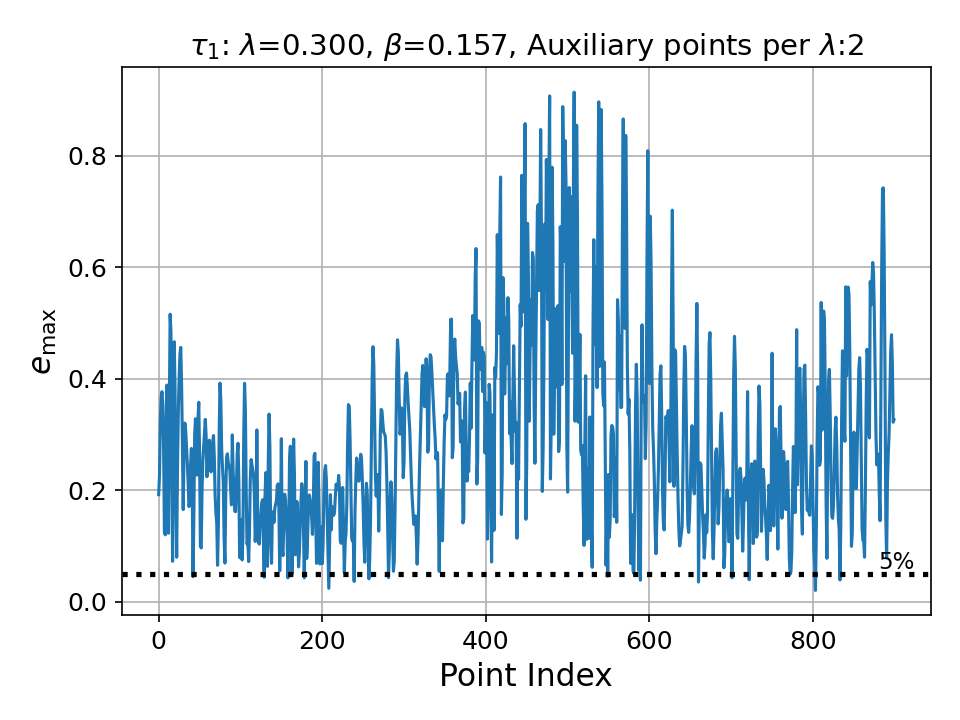 τ₁: λ=0.300, β=0.157, Auxiliary points per λ:2
e_max
0.8
0.6
0.4
0.2
0.0
5%
0 200 400 600 800
Point Index